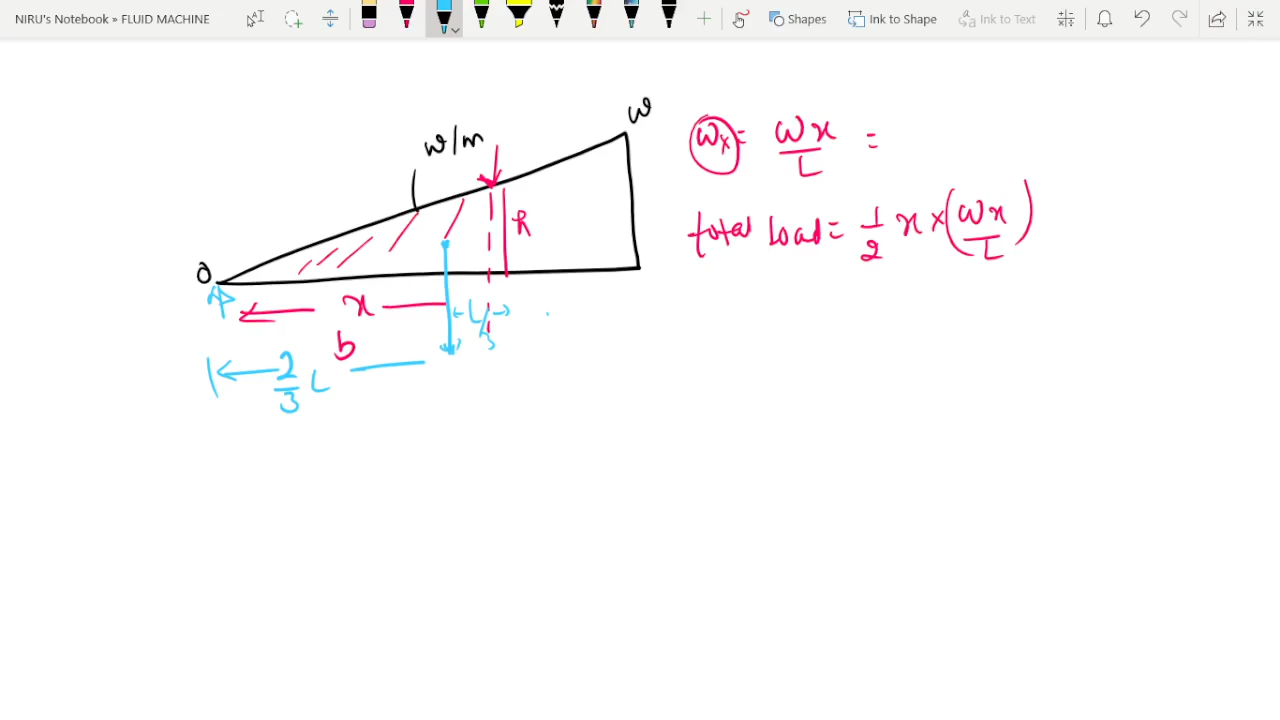 NIRU's Notebook » FLUID MACHINE
Shapes
Ink to Shape
Ink to Text
w
w/m
wx = wx/L =
h
total load = 1/2 x × (wx/L)
0
x
L/3
b
2/3 L